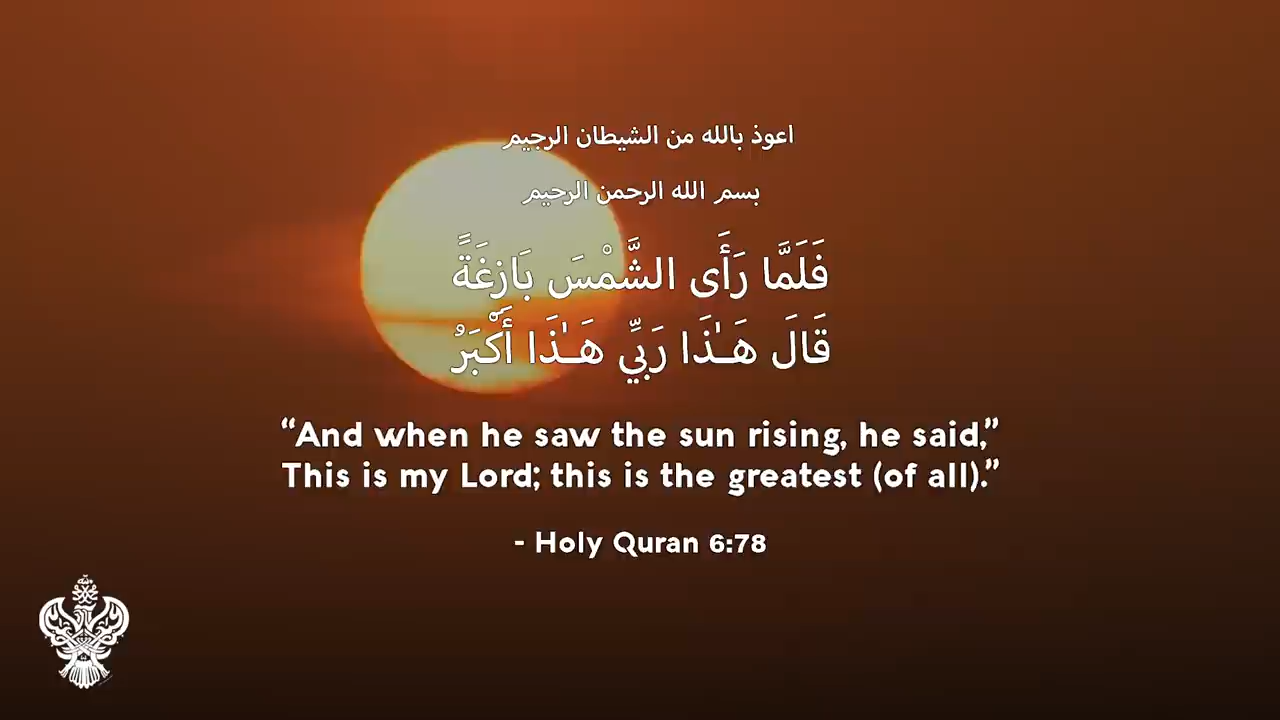 اعوذ بالله من الشيطان الرجيم
بسم الله الرحمن الرحيم
فَلَمَّا رَأَى الشَّمْسَ بَازِغَةً
قَالَ هَـٰذَا رَبِّي هَـٰذَا أَكْبَرُ
“And when he saw the sun rising, he said,”
This is my Lord; this is the greatest (of all).”
- Holy Quran 6:78